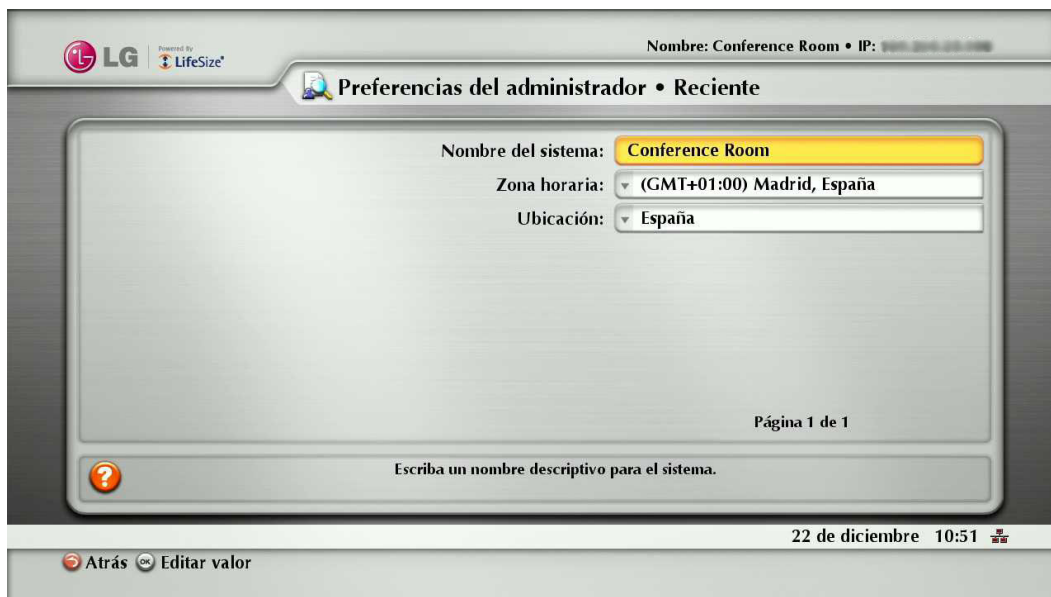 LG
Powered By
LifeSize
Nombre: Conference Room • IP:
Preferencias del administrador • Reciente
Nombre del sistema: Conference Room
Zona horaria: (GMT+01:00) Madrid, España
Ubicación: España
Página 1 de 1
?
Escriba un nombre descriptivo para el sistema.
22 de diciembre 10:51
Atrás OK Editar valor